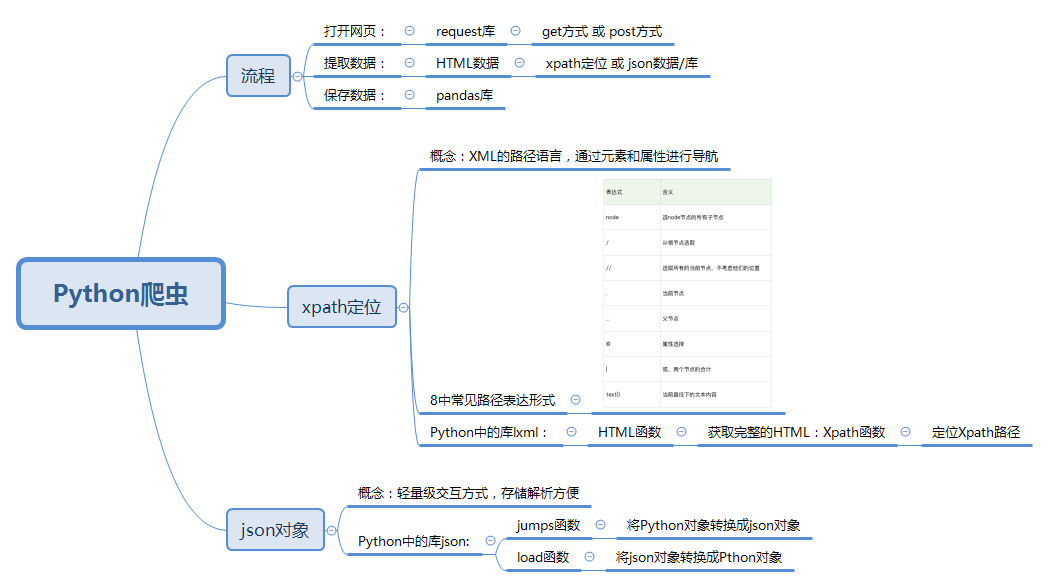 Python爬虫
流程
打开网页： request库 get方式 或 post方式
提取数据： HTML数据 xpath定位 或 json数据/库
保存数据： pandas库
xpath定位
概念：XML的路径语言，通过元素和属性进行导航
8中常见路径表达形式
表达式 含义
node 选node节点的所有子节点
/ 从根节点选取
// 选取所有的当前节点、不考虑他们的位置
. 当前节点
.. 父节点
@ 属性选择
| 或、两个节点的合计
text() 当前路径下的文本内容
Python中的库lxml： HTML函数 获取完整的HTML：Xpath函数 定位Xpath路径
json对象
概念：轻量级交互方式，存储解析方便
Python中的库json:
jumps函数 将Python对象转换成json对象
load函数 将json对象转换成Pthon对象